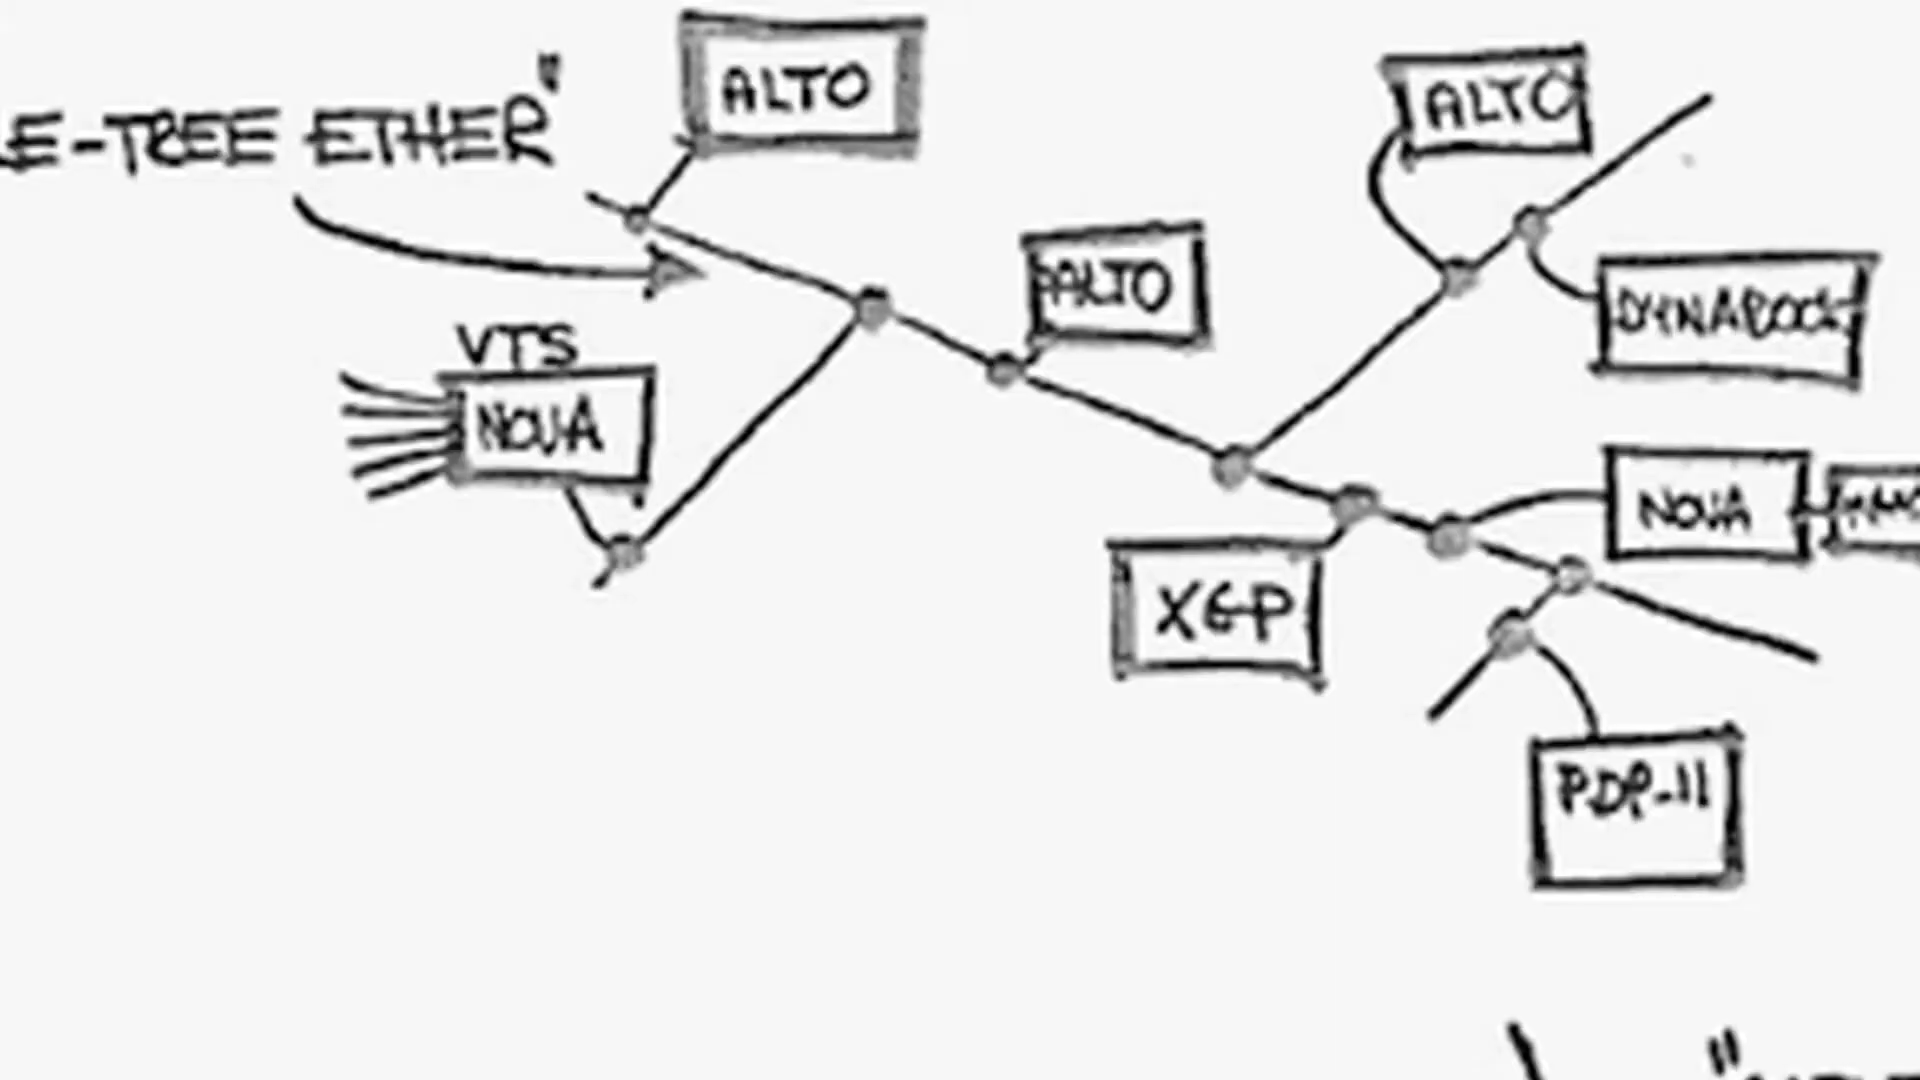 E-TREE ETHER"
ALTO
ALTO
ALTO
DYNABOOK
VTS
NOVA
NOVA
XGP
PDP-11